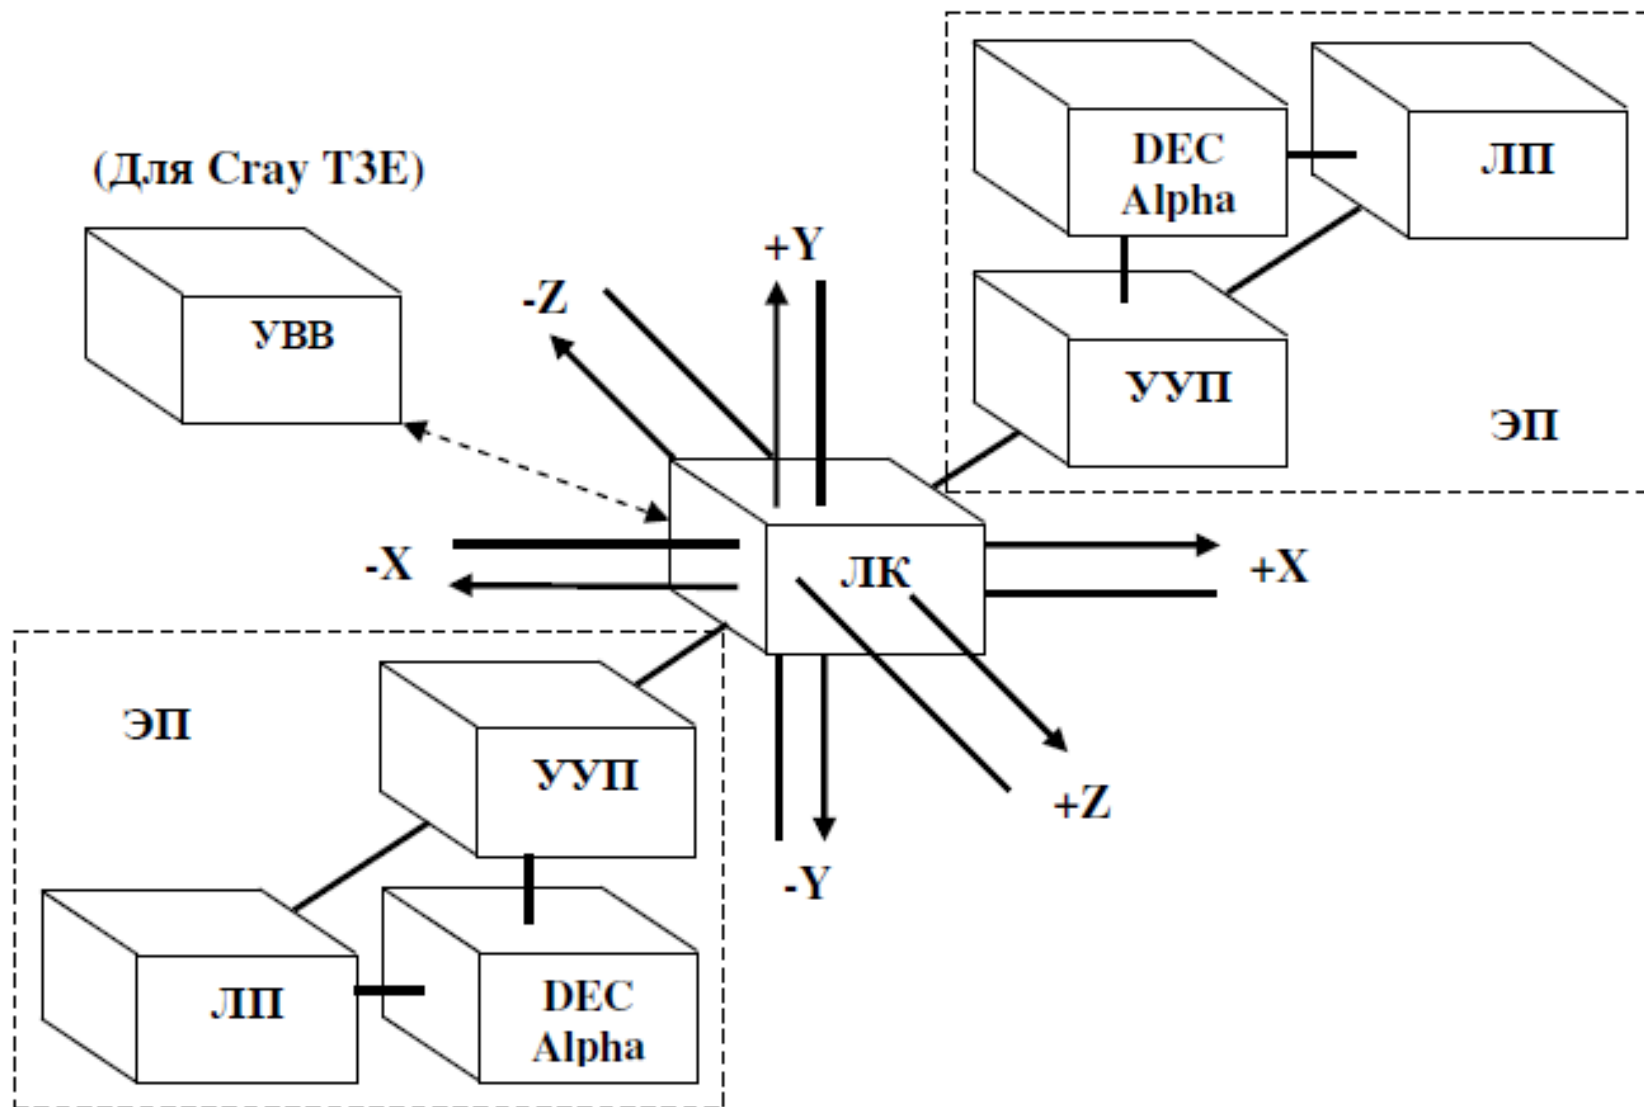 DEC
Alpha
ЛП
(Для Cray T3E)
+Y
-Z
УВВ
УУП
ЭП
-X
ЛК
+X
ЭП
УУП
+Z
-Y
ЛП
DEC
Alpha